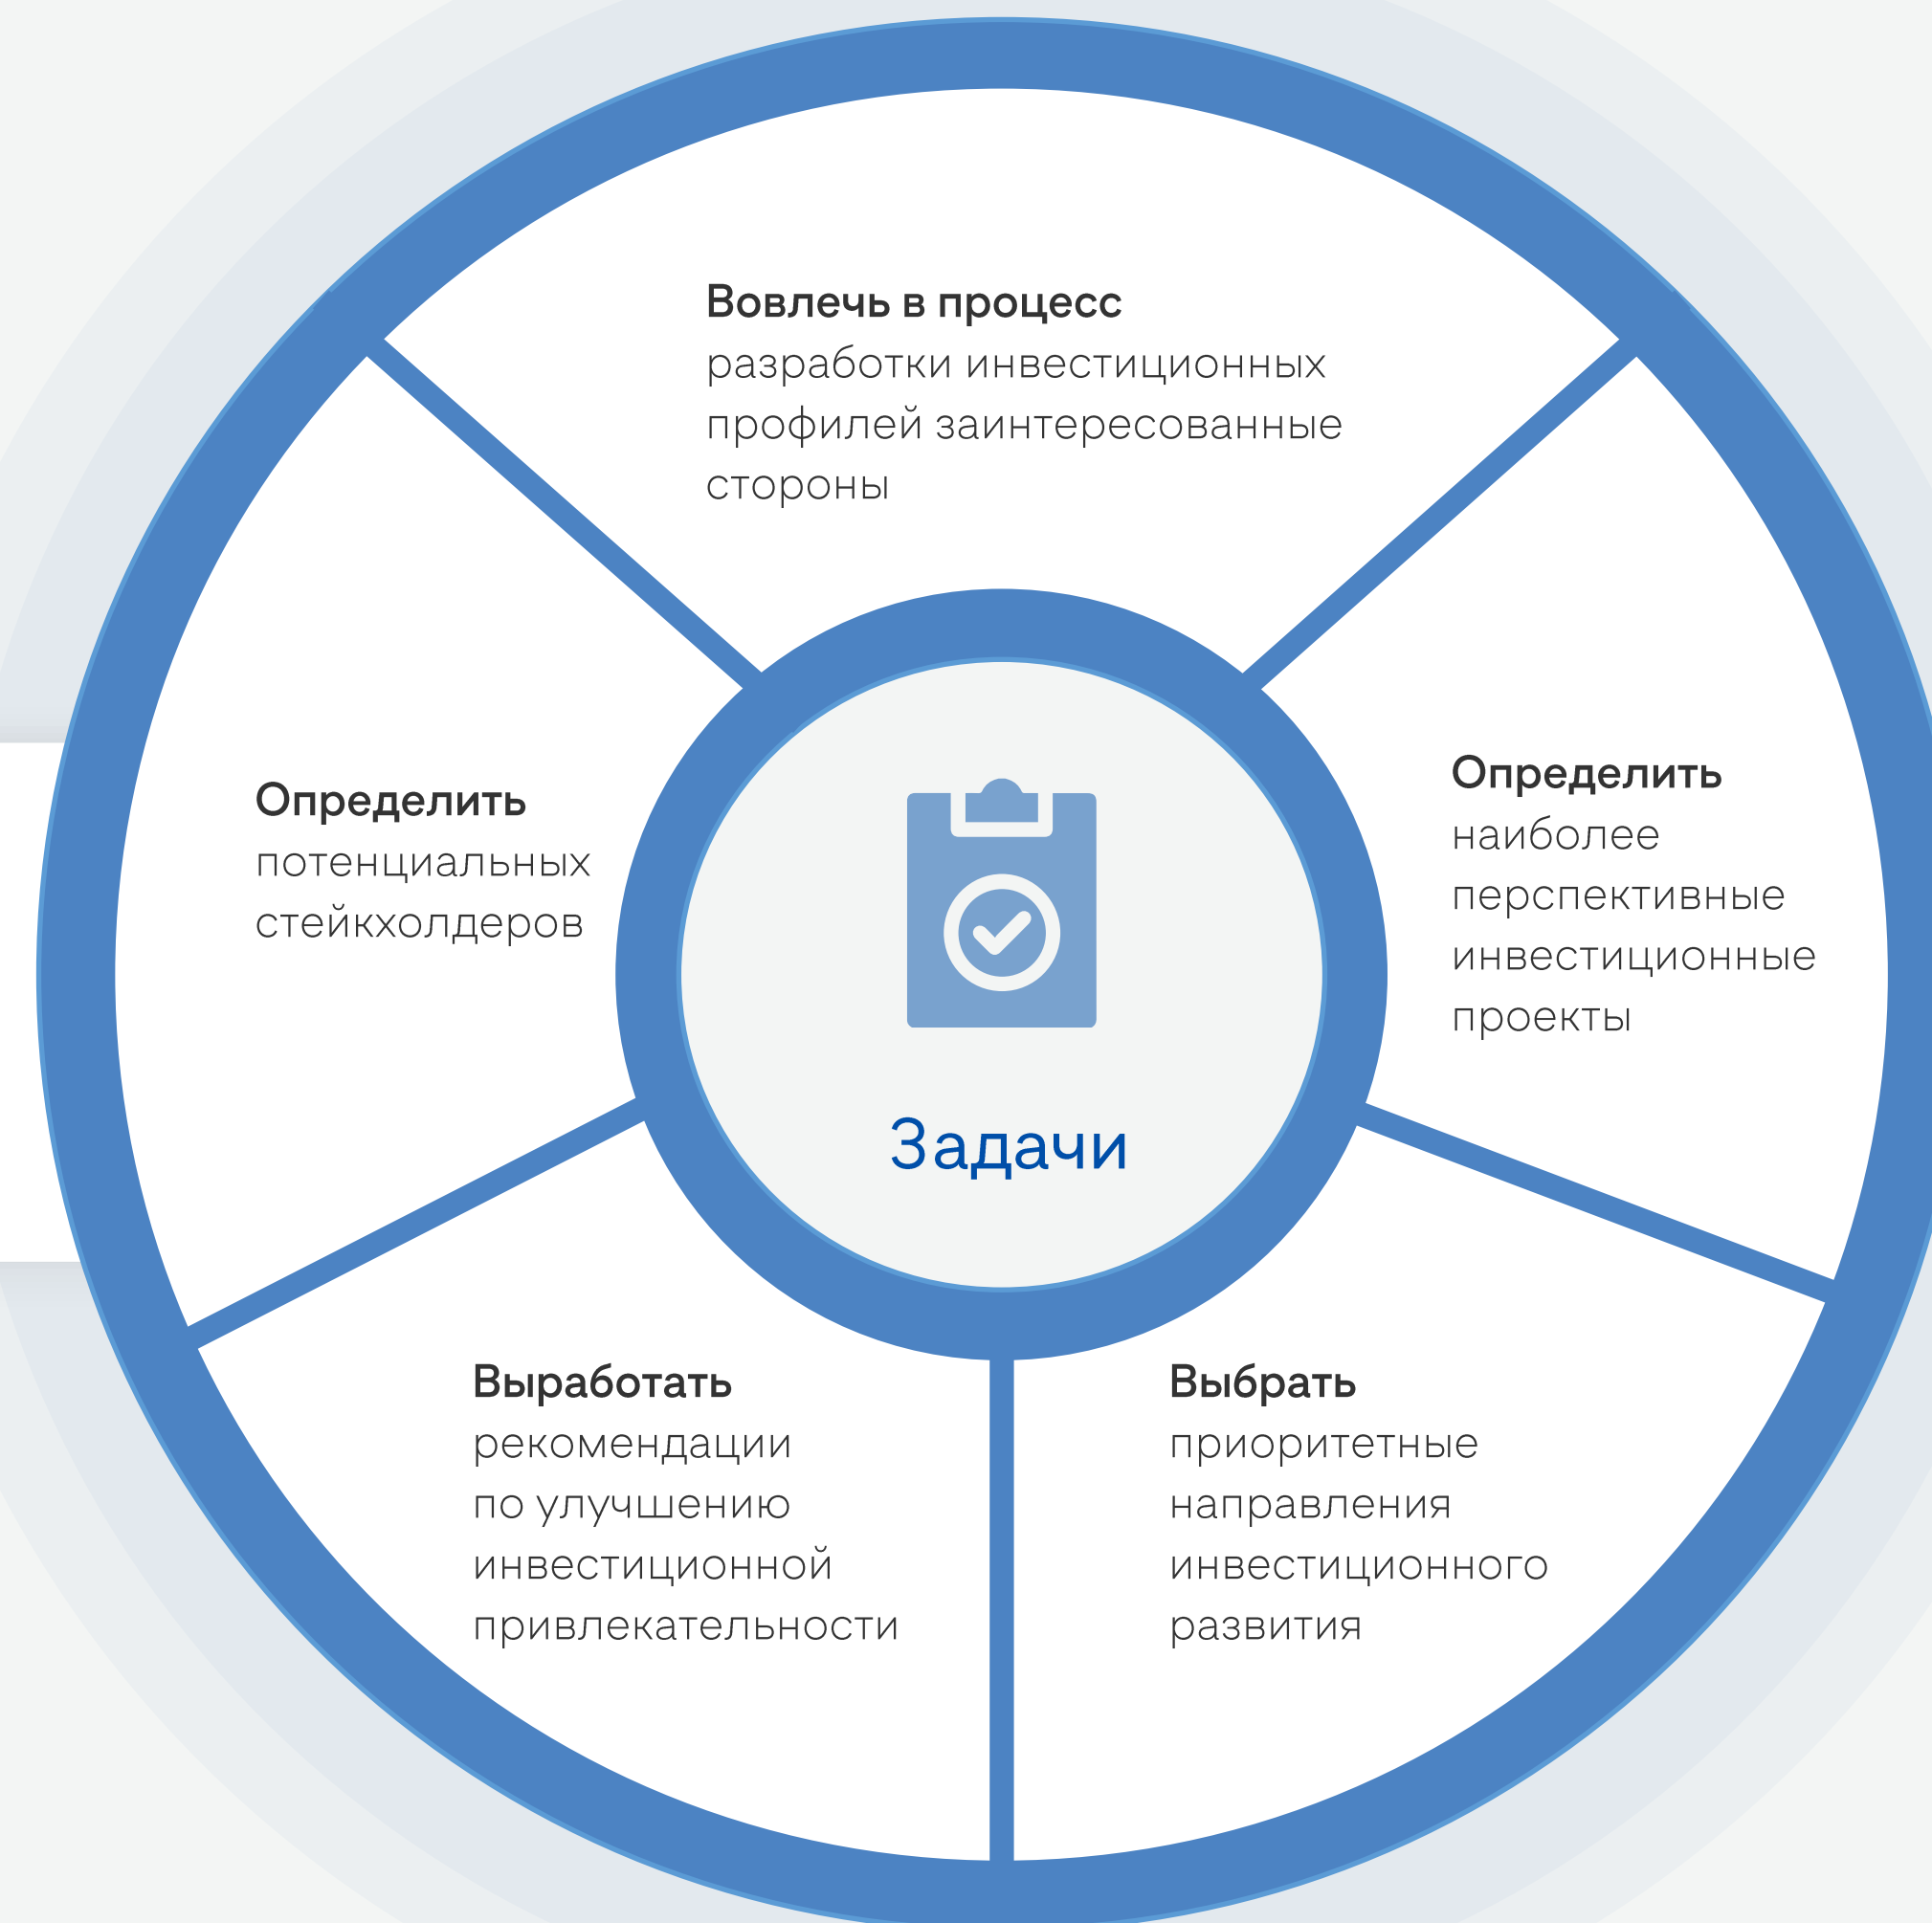 Вовлечь в процесс
разработки инвестиционных
профилей заинтересованные
стороны
Определить
потенциальных
стейкхолдеров
Определить
наиболее
перспективные
инвестиционные
проекты
Задачи
Выработать
рекомендации
по улучшению
инвестиционной
привлекательности
Выбрать
приоритетные
направления
инвестиционного
развития